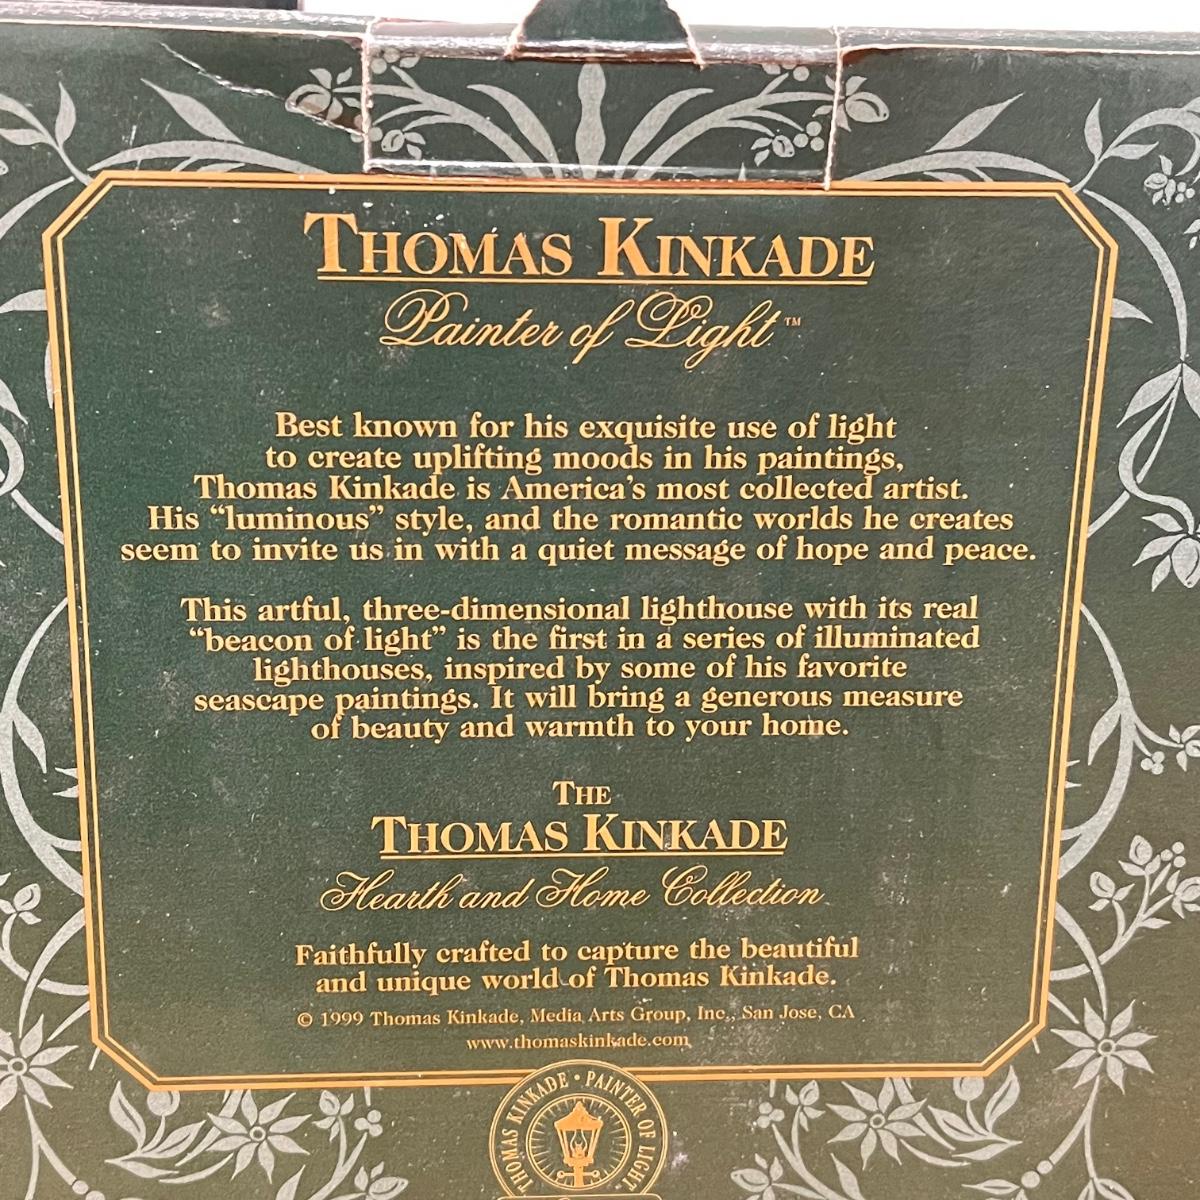 THOMAS KINKADE
Painter of Light™
Best known for his exquisite use of light
to create uplifting moods in his paintings,
Thomas Kinkade is America's most collected artist.
His “luminous” style, and the romantic worlds he creates
seem to invite us in with a quiet message of hope and peace.
This artful, three-dimensional lighthouse with its real
“beacon of light” is the first in a series of illuminated
lighthouses, inspired by some of his favorite
seascape paintings. It will bring a generous measure
of beauty and warmth to your home.
THE
THOMAS KINKADE
Hearth and Home Collection
Faithfully crafted to capture the beautiful
and unique world of Thomas Kinkade.
© 1999 Thomas Kinkade, Media Arts Group, Inc., San Jose, CA
www.thomaskinkade.com
THOMAS KINKADE • PAINTER OF LIGHT™